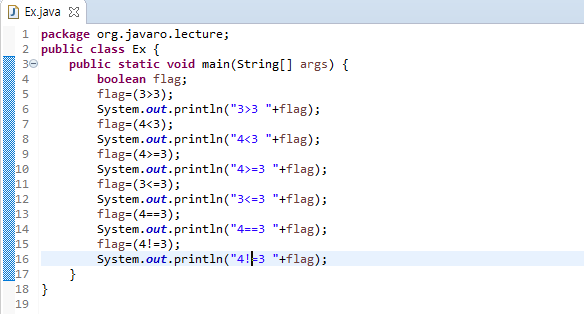 Ex.java
1 package org.javaro.lecture;
2 public class Ex {
3 public static void main(String[] args) {
4 boolean flag;
5 flag=(3>3);
6 System.out.println("3>3 "+flag);
7 flag=(4<3);
8 System.out.println("4<3 "+flag);
9 flag=(4>=3);
10 System.out.println("4>=3 "+flag);
11 flag=(3<=3);
12 System.out.println("3<=3 "+flag);
13 flag=(4==3);
14 System.out.println("4==3 "+flag);
15 flag=(4!=3);
16 System.out.println("4!=3 "+flag);
17 }
18 }
19